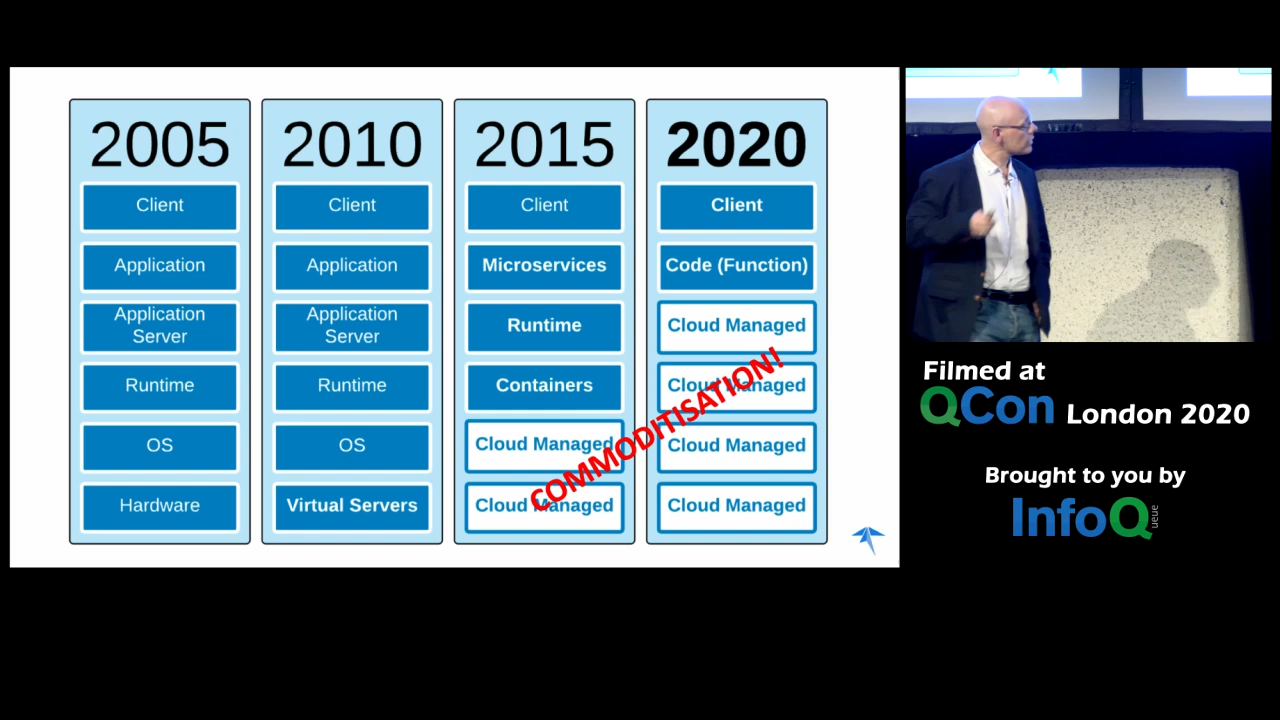 2005
Client
Application
Application
Server
Runtime
OS
Hardware
2010
Client
Application
Application
Server
Runtime
OS
Virtual Servers
2015
Client
Microservices
Runtime
Containers
Cloud Managed
Cloud Managed
2020
Client
Code (Function)
Cloud Managed
Cloud Managed
Cloud Managed
Cloud Managed
COMMODITISATION!
Filmed at
QCon London 2020
Brought to you by
InfoQ
ueue